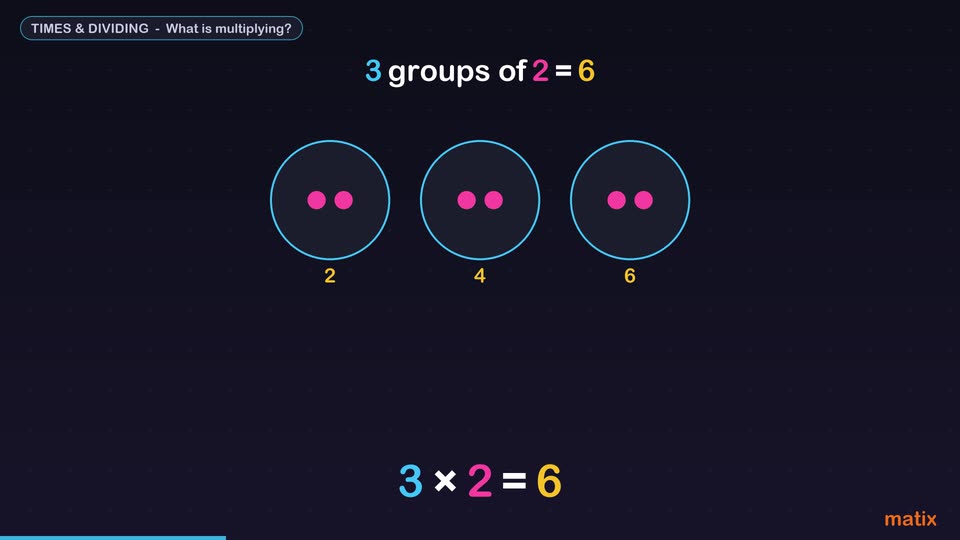 TIMES & DIVIDING - What is multiplying?
3 groups of 2 = 6
2 4 6
3 × 2 = 6
matix